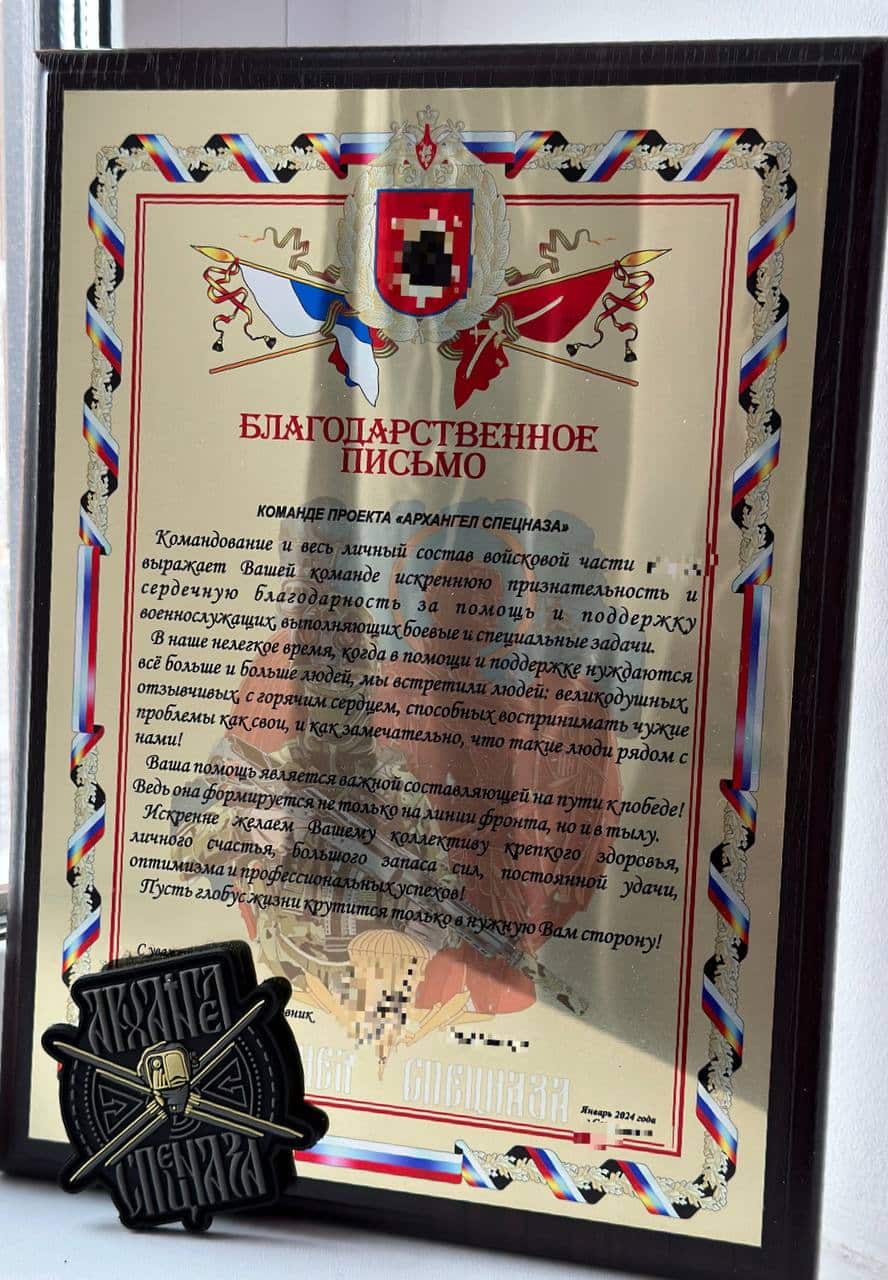 БЛАГОДАРСТВЕННОЕ
ПИСЬМО
КОМАНДЕ ПРОЕКТА «АРХАНГЕЛ СПЕЦНАЗА»
Командование и весь личный состав войсковой части
выражает Вашей команде искреннюю признательность и
сердечную благодарность за помощь и поддержку
военнослужащих, выполняющих боевые и специальные задачи.
В наше нелегкое время, когда в помощи и поддержке нуждаются
всё больше и больше людей, мы встретили людей: великодушных,
отзывчивых, с горячим сердцем, способных воспринимать чужие
проблемы как свои, и как замечательно, что такие люди рядом с
нами!
Ваша помощь является важной составляющей на пути к победе!
Ведь она формируется не только на линии фронта, но и в тылу.
Искренне желаем Вашему коллективу крепкого здоровья,
личного счастья, большого запаса сил, постоянной удачи,
оптимизма и профессиональных успехов!
Пусть глобус жизни крутится только в нужную Вам сторону!
СПЕЦНАЗА
Январь 2024 года
АРХАНГЕЛ
СПЕЦНАЗА